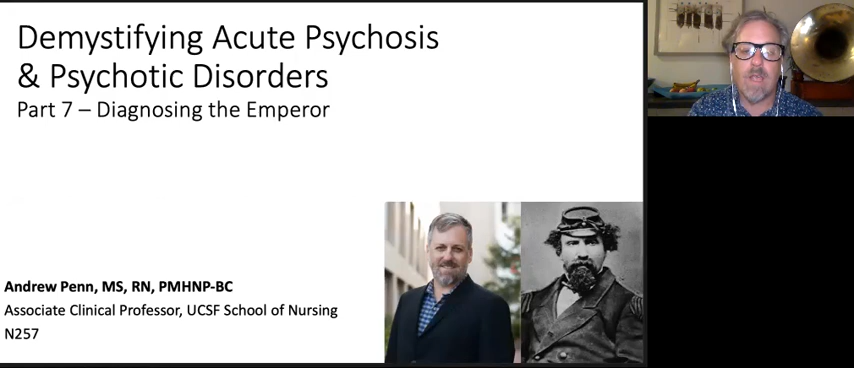 Demystifying Acute Psychosis
& Psychotic Disorders
Part 7 – Diagnosing the Emperor
Andrew Penn, MS, RN, PMHNP-BC
Associate Clinical Professor, UCSF School of Nursing
N257